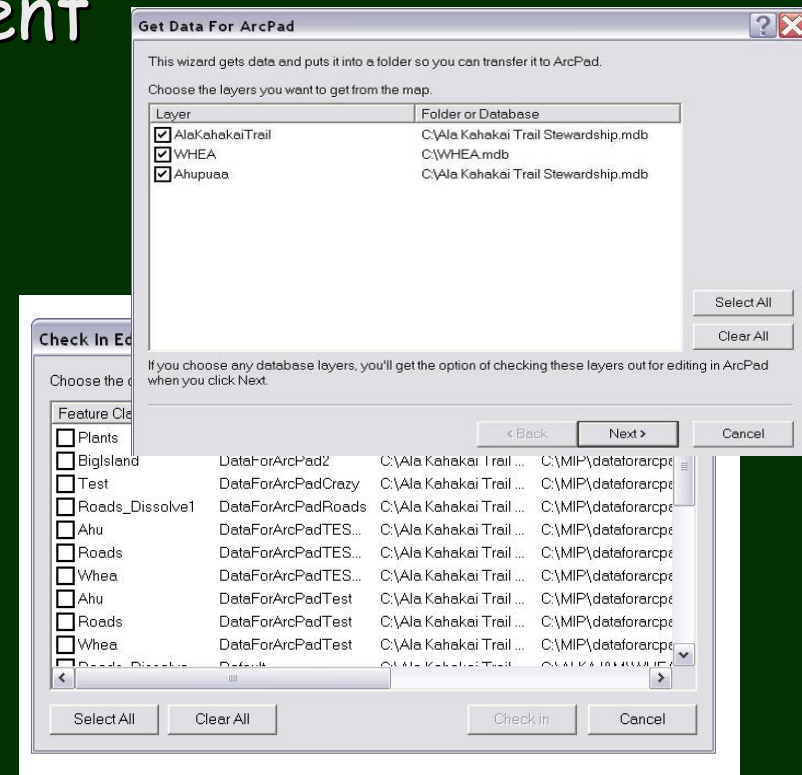 ent
Get Data For ArcPad
This wizard gets data and puts it into a folder so you can transfer it to ArcPad.
Choose the layers you want to get from the map.
Layer Folder or Database
AlaKahakaiTrail C:\Ala Kahakai Trail Stewardship.mdb
WHEA C:\WHEA.mdb
Ahupuaa C:\Ala Kahakai Trail Stewardship.mdb
Select All
Clear All
If you choose any database layers, you'll get the option of checking these layers out for editing in ArcPad
when you click Next.
< Back Next > Cancel
Check In Ed
Choose the
Feature Cla
Plants
BigIsland DataForArcPad2 C:\Ala Kahakai Trail ... C:\MIP\dataforarcpa
Test DataForArcPadCrazy C:\Ala Kahakai Trail ... C:\MIP\dataforarcpa
Roads_Dissolve1 DataForArcPadRoads C:\Ala Kahakai Trail ... C:\MIP\dataforarcpa
Ahu DataForArcPadTES... C:\Ala Kahakai Trail ... C:\MIP\dataforarcpa
Roads DataForArcPadTES... C:\Ala Kahakai Trail ... C:\MIP\dataforarcpa
Whea DataForArcPadTES... C:\Ala Kahakai Trail ... C:\MIP\dataforarcpa
Ahu DataForArcPadTest C:\Ala Kahakai Trail ... C:\MIP\dataforarcpa
Roads DataForArcPadTest C:\Ala Kahakai Trail ... C:\MIP\dataforarcpa
Whea DataForArcPadTest C:\Ala Kahakai Trail ... C:\MIP\dataforarcpa
Select All Clear All Check in Cancel